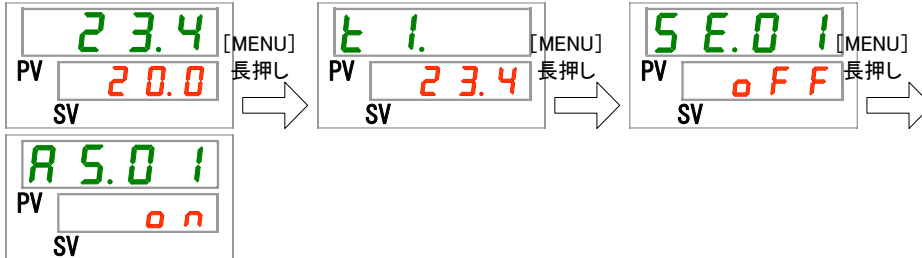 23.4
PV 20.0
SV
[MENU]
長押し
t1.
PV 23.4
SV
[MENU]
長押し
SE.01
PV oFF
SV
[MENU]
長押し
AS.01
PV on
SV